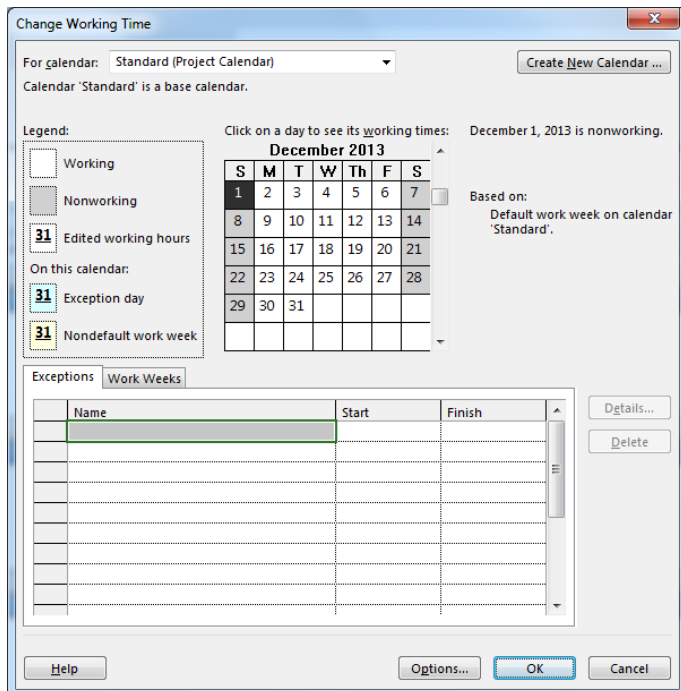 Change Working Time
x
For calendar: Standard (Project Calendar)
Create New Calendar ...
Calendar 'Standard' is a base calendar.
Legend:
Working
Nonworking
31 Edited working hours
On this calendar:
31 Exception day
31 Nondefault work week
Click on a day to see its working times:
December 2013
S M T W Th F S
1 2 3 4 5 6 7
8 9 10 11 12 13 14
15 16 17 18 19 20 21
22 23 24 25 26 27 28
29 30 31
December 1, 2013 is nonworking.
Based on:
Default work week on calendar
'Standard'.
Exceptions Work Weeks
Name Start Finish
Details...
Delete
Help Options... OK Cancel